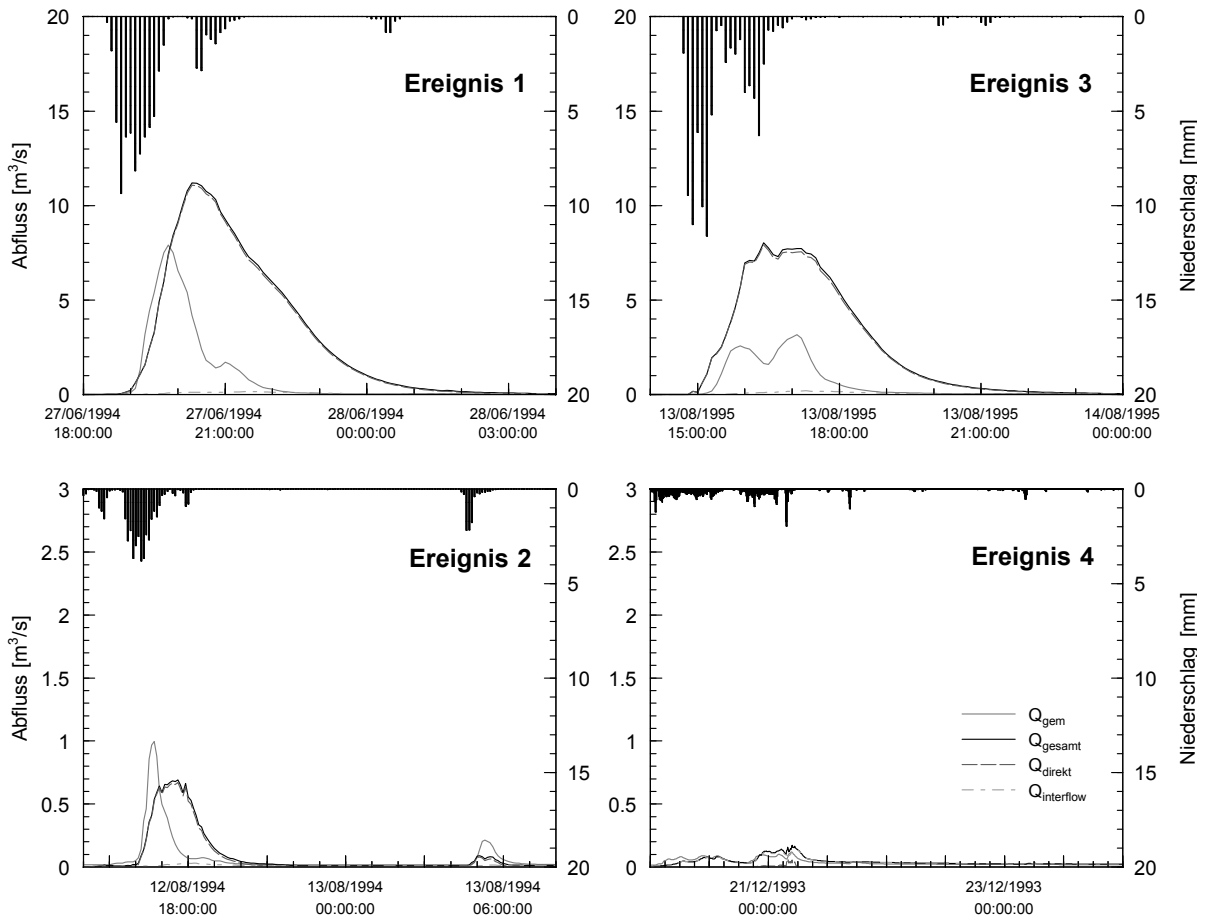 20
15
10
5
0
Abfluss [m³/s]
Ereignis 1
0
5
10
15
20
27/06/1994 27/06/1994 28/06/1994 28/06/1994
18:00:00 21:00:00 00:00:00 03:00:00
20
15
10
5
0
Ereignis 3
0
5
10
15
20
Niederschlag [mm]
13/08/1995 13/08/1995 13/08/1995 14/08/1995
15:00:00 18:00:00 21:00:00 00:00:00
3
2.5
2
1.5
1
0.5
0
Abfluss [m³/s]
Ereignis 2
0
5
10
15
20
12/08/1994 13/08/1994 13/08/1994
18:00:00 00:00:00 06:00:00
3
2.5
2
1.5
1
0.5
0
Ereignis 4
Qgem
Qgesamt
Qdirekt
Qinterflow
0
5
10
15
20
Niederschlag [mm]
21/12/1993 23/12/1993
00:00:00 00:00:00